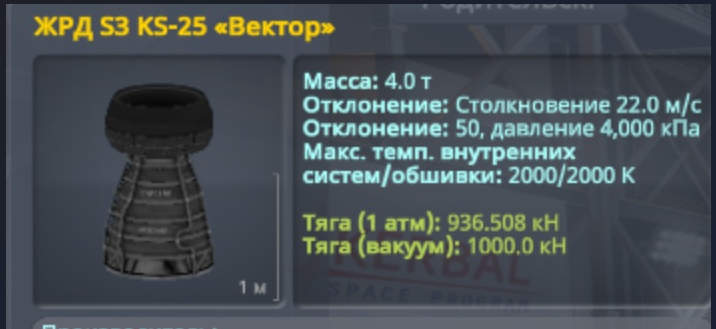 ЖРД S3 KS-25 «Вектор»
Масса: 4.0 т
Отклонение: Столкновение 22.0 м/с
Отклонение: 50, давление 4,000 кПа
Макс. темп. внутренних
систем/обшивки: 2000/2000 К
Тяга (1 атм): 936.508 кН
Тяга (вакуум): 1000.0 кН
1 м
KERBAL
SPACE PROGRAM